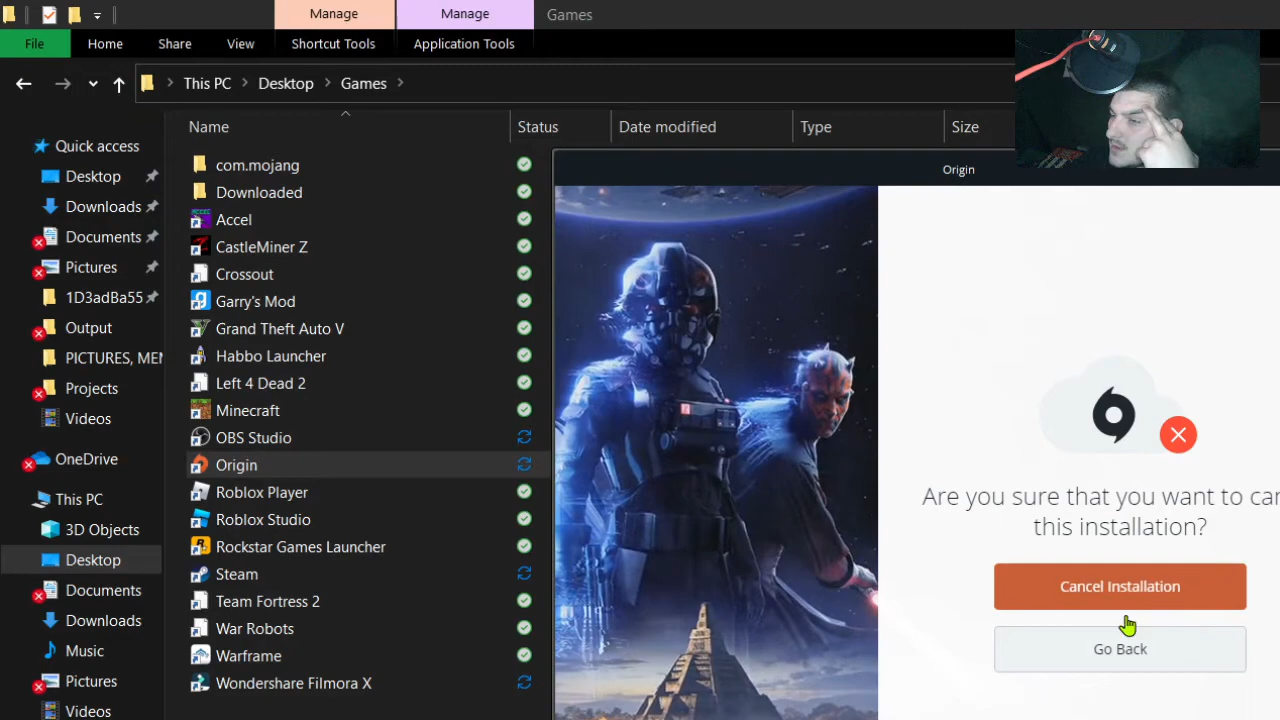 Manage
Manage
Games
File
Home
Share
View
Shortcut Tools
Application Tools
This PC
Desktop
Games
Name
Status
Date modified
Type
Size
Quick access
Desktop
Downloads
Documents
Pictures
1D3adBa55
Output
PICTURES, MEM
Projects
Videos
OneDrive
This PC
3D Objects
Desktop
Documents
Downloads
Music
Pictures
Videos
com.mojang
Downloaded
Accel
CastleMiner Z
Crossout
Garry's Mod
Grand Theft Auto V
Habbo Launcher
Left 4 Dead 2
Minecraft
OBS Studio
Origin
Roblox Player
Roblox Studio
Rockstar Games Launcher
Steam
Team Fortress 2
War Robots
Warframe
Wondershare Filmora X
Origin
Are you sure that you want to can
this installation?
Cancel Installation
Go Back